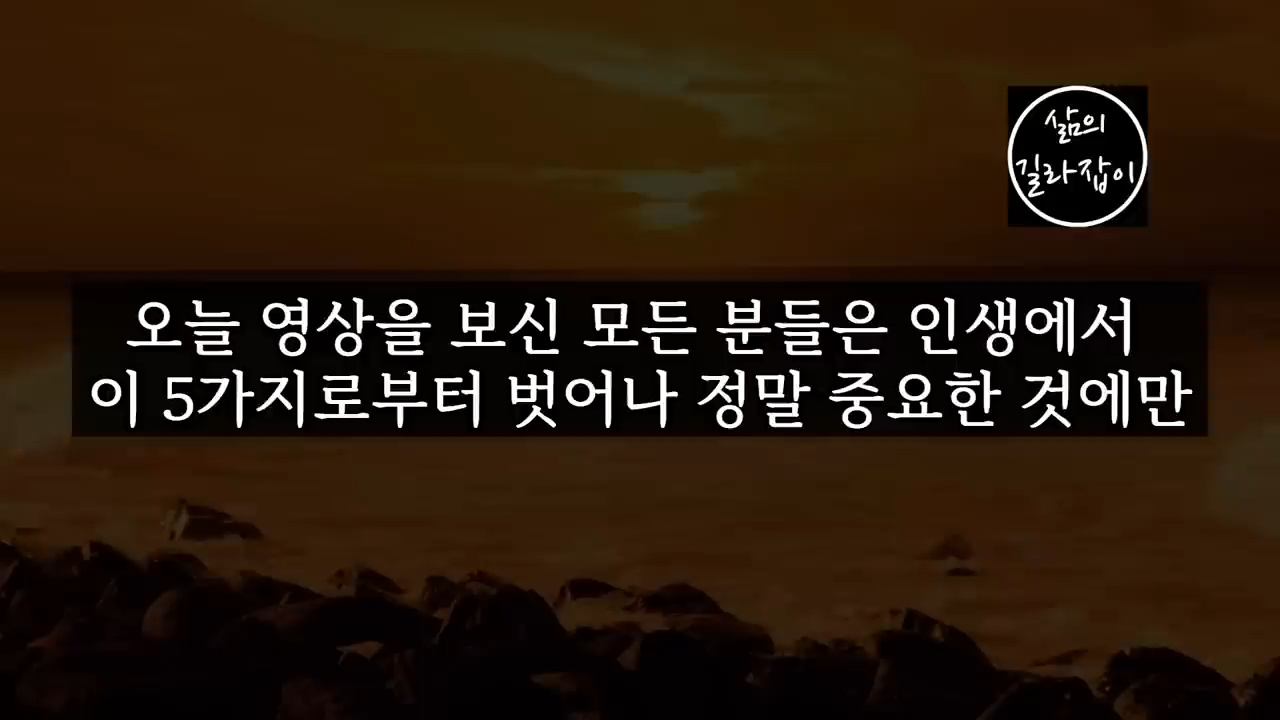 삶의
길라잡이
오늘 영상을 보신 모든 분들은 인생에서
이 5가지로부터 벗어나 정말 중요한 것에만